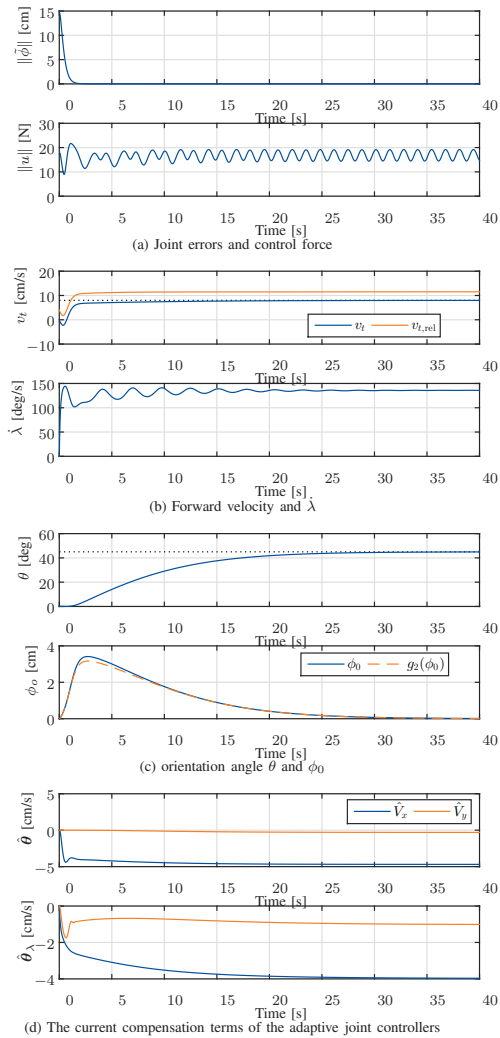 15
10
5
0
‖ϕ̃‖ [cm]
0 5 10 15 20 25 30 35 40
Time [s]
30
20
10
0
‖u‖ [N]
0 5 10 15 20 25 30 35 40
Time [s]
(a) Joint errors and control force
20
10
0
−10
v_t [cm/s]
v_t v_{t,rel}
0 5 10 15 20 25 30 35 40
Time [s]
150
100
50
0
λ̇ [deg/s]
0 5 10 15 20 25 30 35 40
Time [s]
(b) Forward velocity and λ̇
60
40
20
0
θ [deg]
0 5 10 15 20 25 30 35 40
Time [s]
4
2
0
ϕ_o [cm]
ϕ_0 g_2(ϕ_0)
0 5 10 15 20 25 30 35 40
Time [s]
(c) orientation angle θ and ϕ_0
5
0
−5
θ̂ [cm/s]
V̂_x V̂_y
0 5 10 15 20 25 30 35 40
Time [s]
0
−2
−4
θ̂_λ [cm/s]
0 5 10 15 20 25 30 35 40
Time [s]
(d) The current compensation terms of the adaptive joint controllers